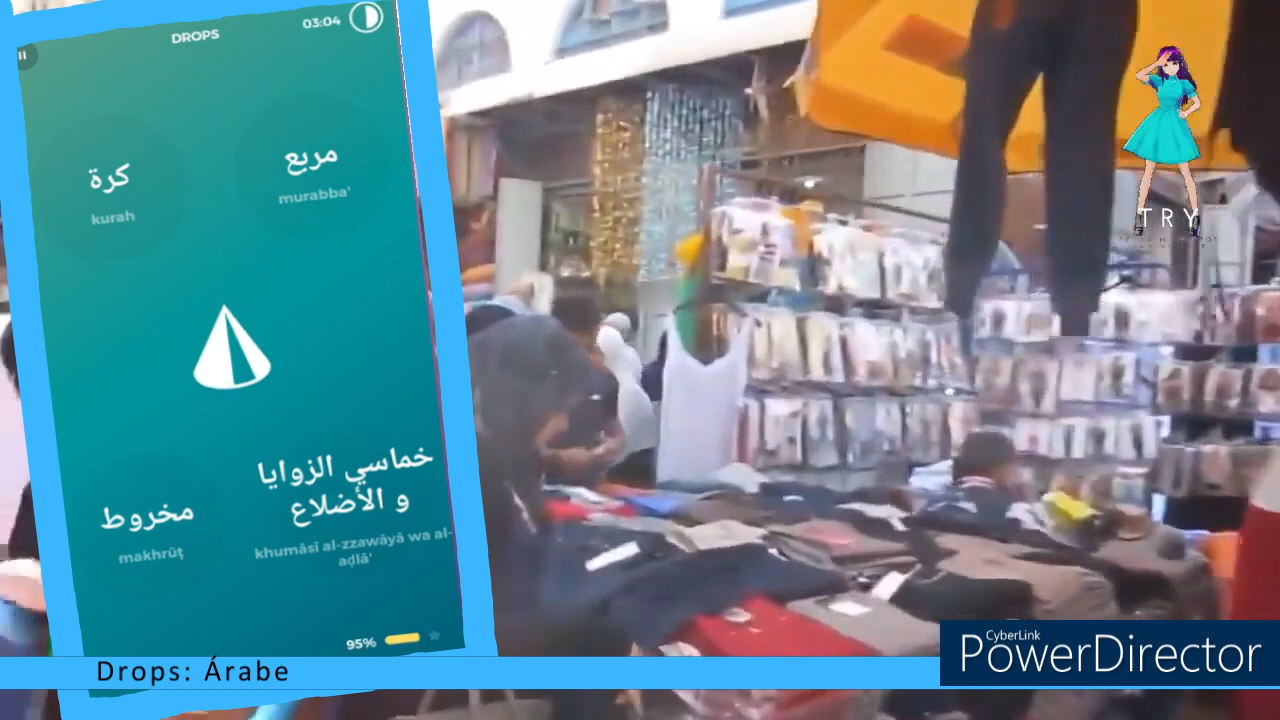 DROPS
03:04
كرة
kurah
مربع
murabba'
خماسي الزوايا
و الأضلاع
khumāsī al-zzawāyā wa al-
aḍlā'
مخروط
makhrūṭ
95%
TRY
Drops: Árabe
CyberLink
PowerDirector